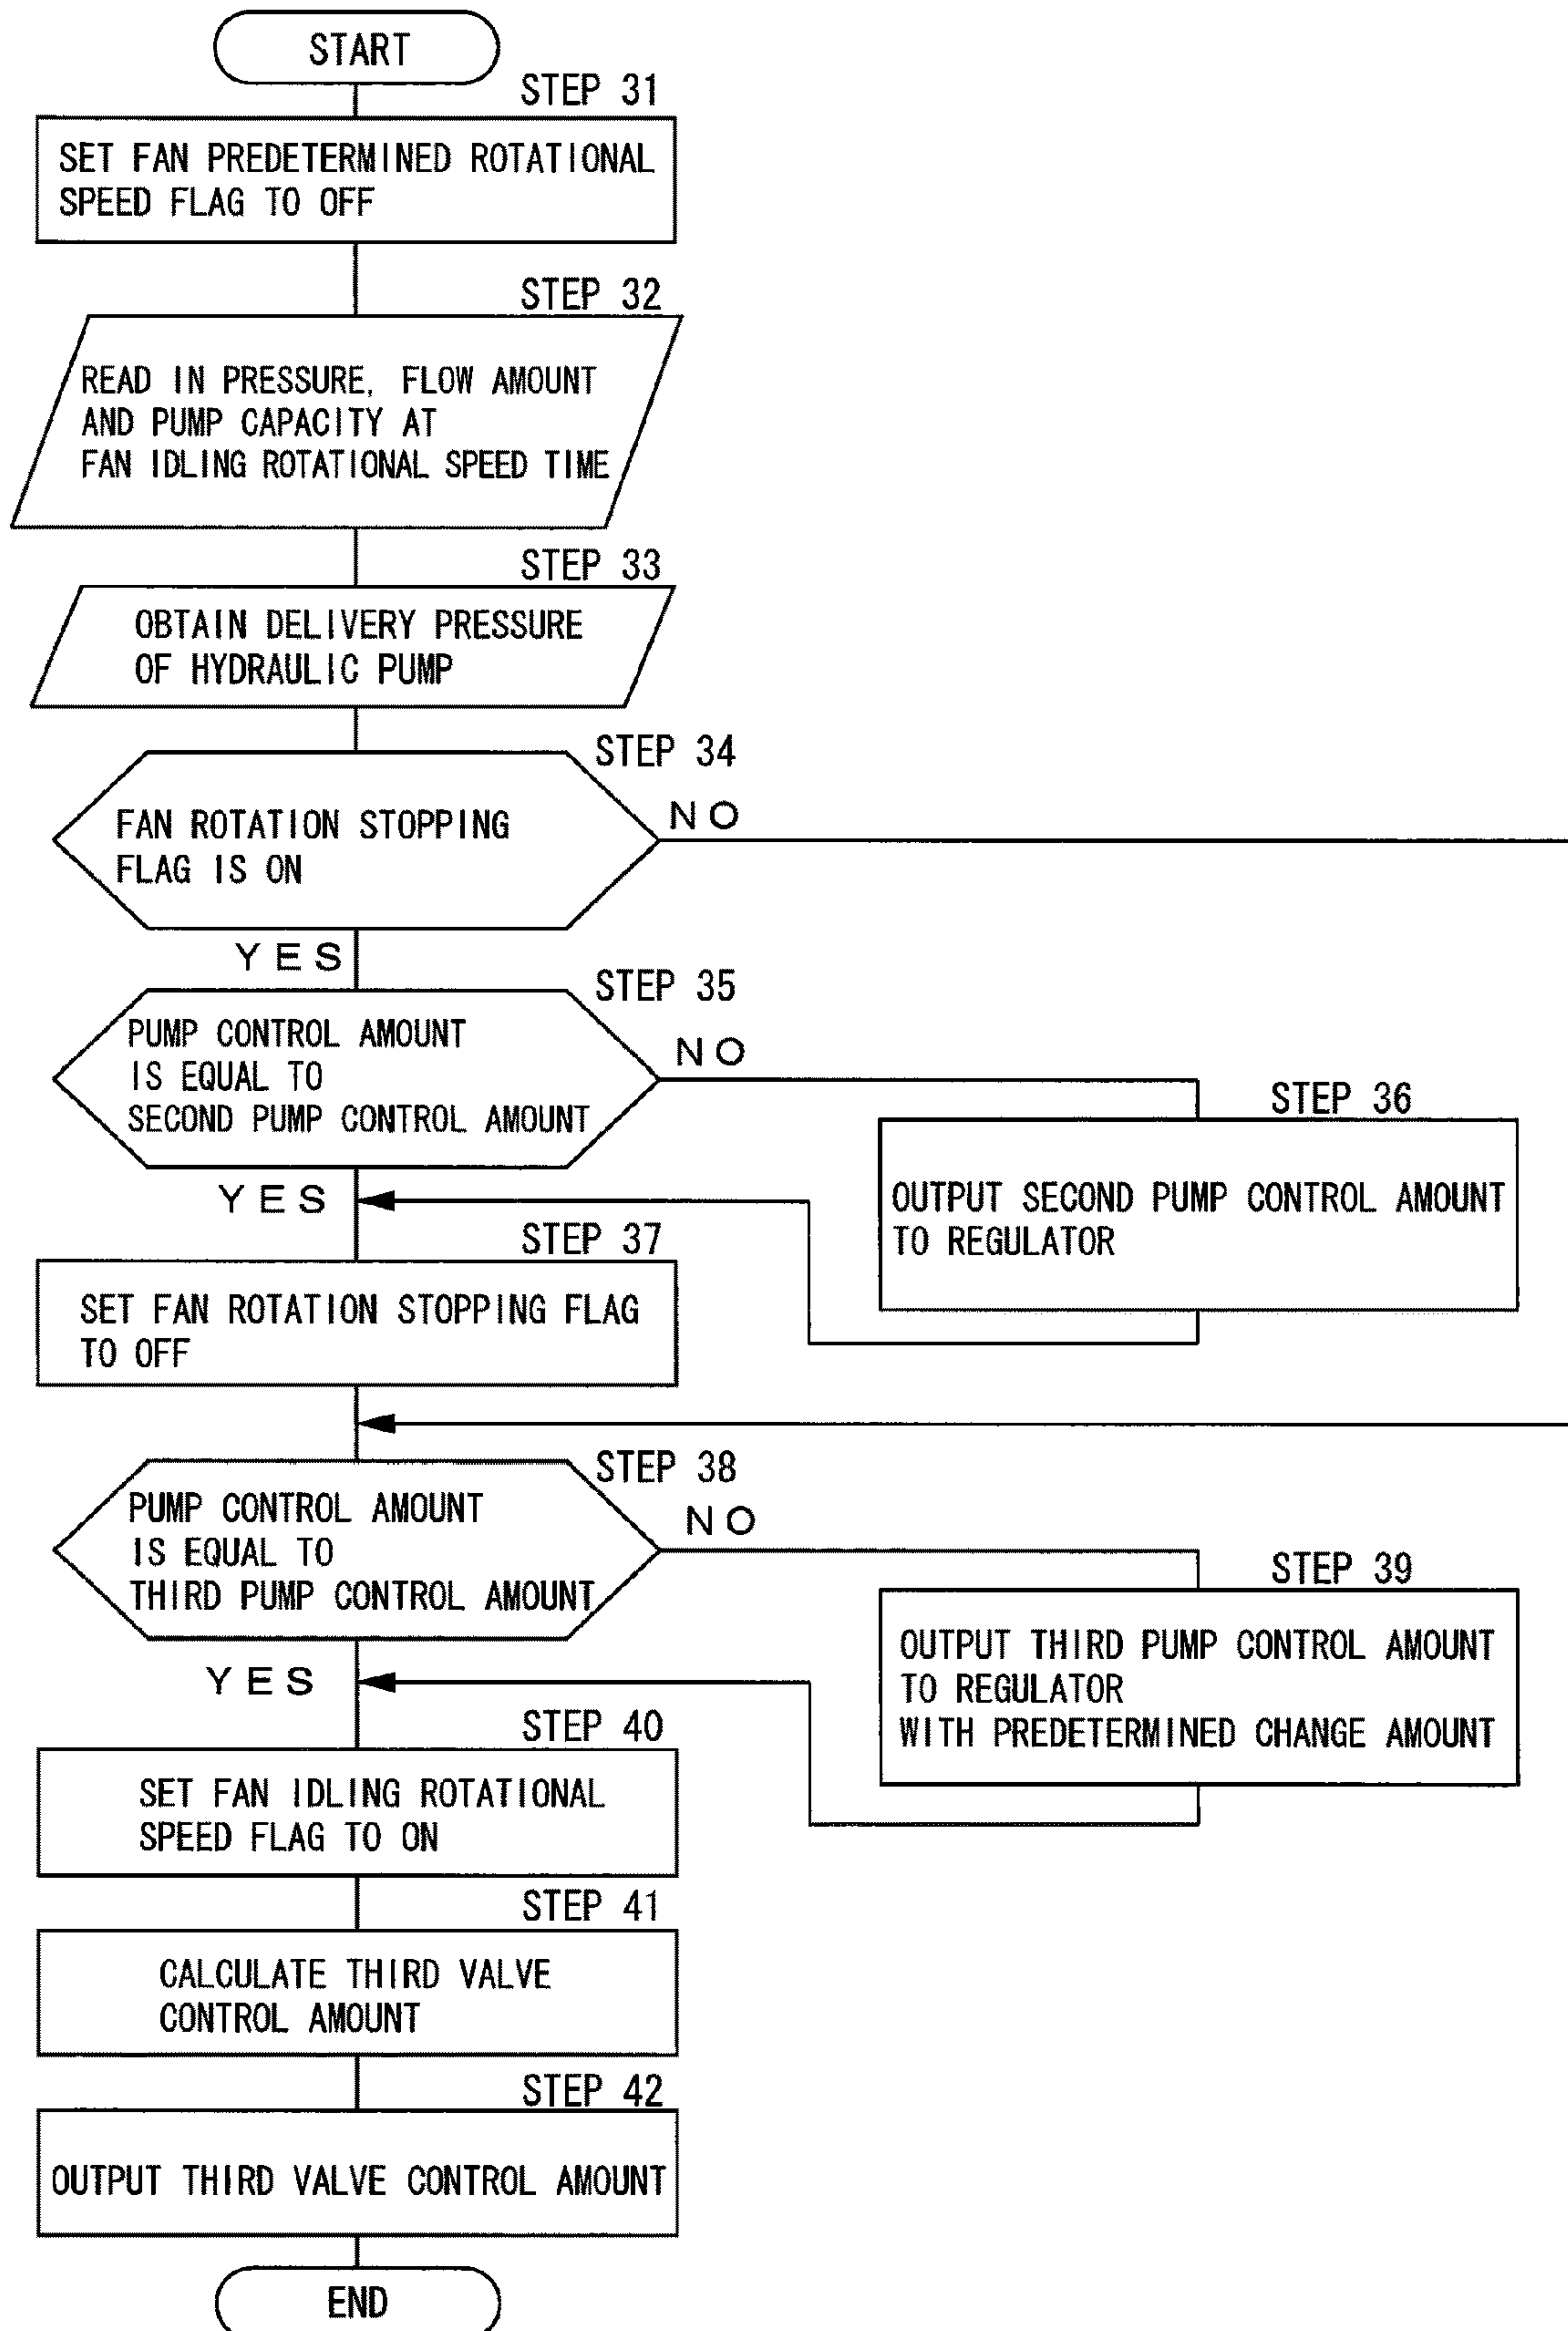 START
STEP 31
SET FAN PREDETERMINED ROTATIONAL
SPEED FLAG TO OFF
STEP 32
READ IN PRESSURE, FLOW AMOUNT
AND PUMP CAPACITY AT
FAN IDLING ROTATIONAL SPEED TIME
STEP 33
OBTAIN DELIVERY PRESSURE
OF HYDRAULIC PUMP
STEP 34
FAN ROTATION STOPPING
FLAG IS ON
NO
YES
STEP 35
PUMP CONTROL AMOUNT
IS EQUAL TO
SECOND PUMP CONTROL AMOUNT
NO
STEP 36
OUTPUT SECOND PUMP CONTROL AMOUNT
TO REGULATOR
YES
STEP 37
SET FAN ROTATION STOPPING FLAG
TO OFF
STEP 38
PUMP CONTROL AMOUNT
IS EQUAL TO
THIRD PUMP CONTROL AMOUNT
NO
STEP 39
OUTPUT THIRD PUMP CONTROL AMOUNT
TO REGULATOR
WITH PREDETERMINED CHANGE AMOUNT
YES
STEP 40
SET FAN IDLING ROTATIONAL
SPEED FLAG TO ON
STEP 41
CALCULATE THIRD VALVE
CONTROL AMOUNT
STEP 42
OUTPUT THIRD VALVE CONTROL AMOUNT
END